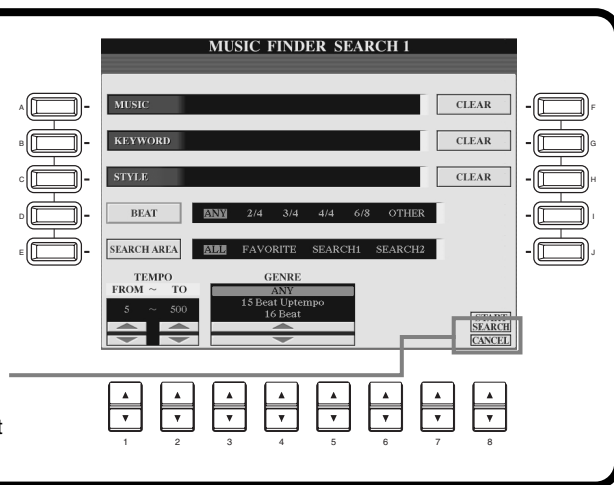 MUSIC FINDER SEARCH 1
A MUSIC CLEAR F
B KEYWORD CLEAR G
C STYLE CLEAR H
D BEAT ANY 2/4 3/4 4/4 6/8 OTHER I
E SEARCH AREA ALL FAVORITE SEARCH1 SEARCH2 J
TEMPO GENRE
FROM ~ TO ANY
5 ~ 500 15 Beat Uptempo
16 Beat
START
SEARCH
CANCEL
t
1 2 3 4 5 6 7 8